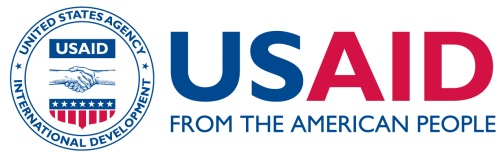 UNITED STATES AGENCY
USAID
INTERNATIONAL DEVELOPMENT
USAID
FROM THE AMERICAN PEOPLE